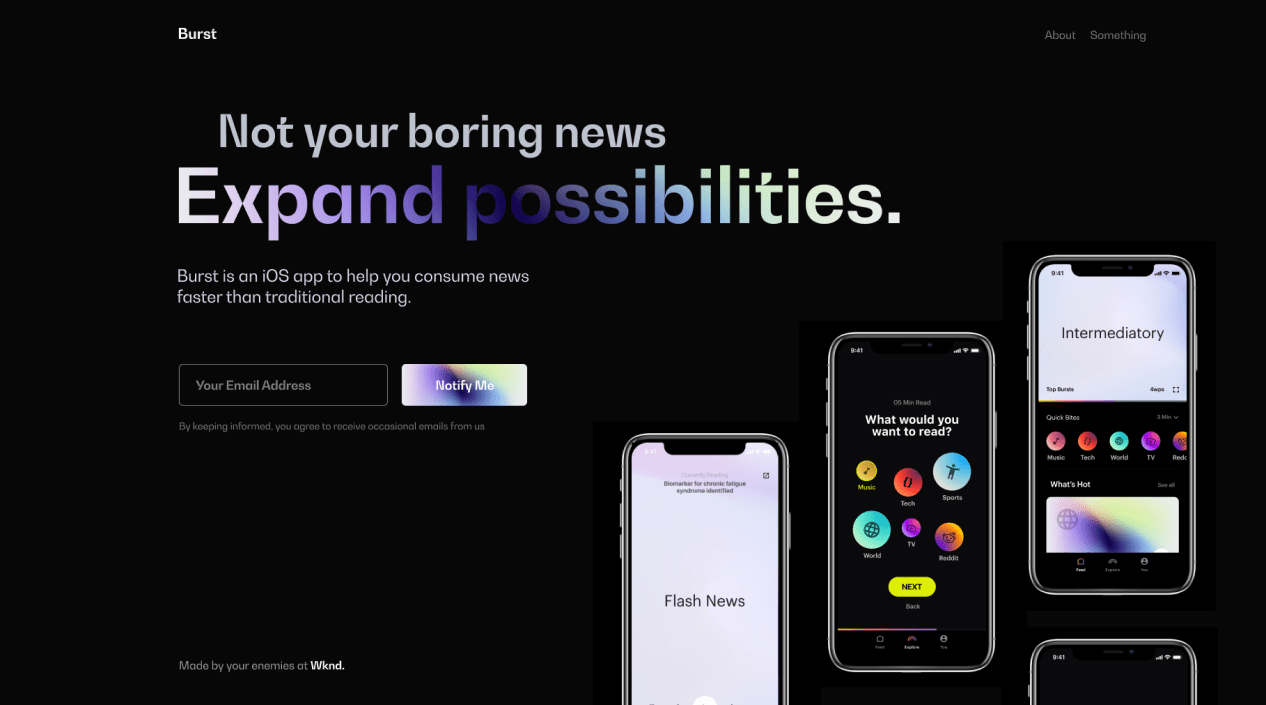 Burst
About Something
Not your boring news
Expand possibilities.
Burst is an iOS app to help you consume news
faster than traditional reading.
Your Email Address
Notify Me
By keeping informed, you agree to receive occasional emails from us
Made by your enemies at Wknd.
9:41
Currently Reading
Biomarker for chronic fatigue
syndrome identified
Flash News
9:41
05 Min Read
What would you
want to read?
Music
Tech
Sports
World
TV
Reddit
NEXT
Back
Feed Explore You
9:41
Intermediatory
Top Bursts 4wps
Quick Bites 3 Min
Music Tech World TV Redd
What's Hot See all
Feed Explore You
9:41